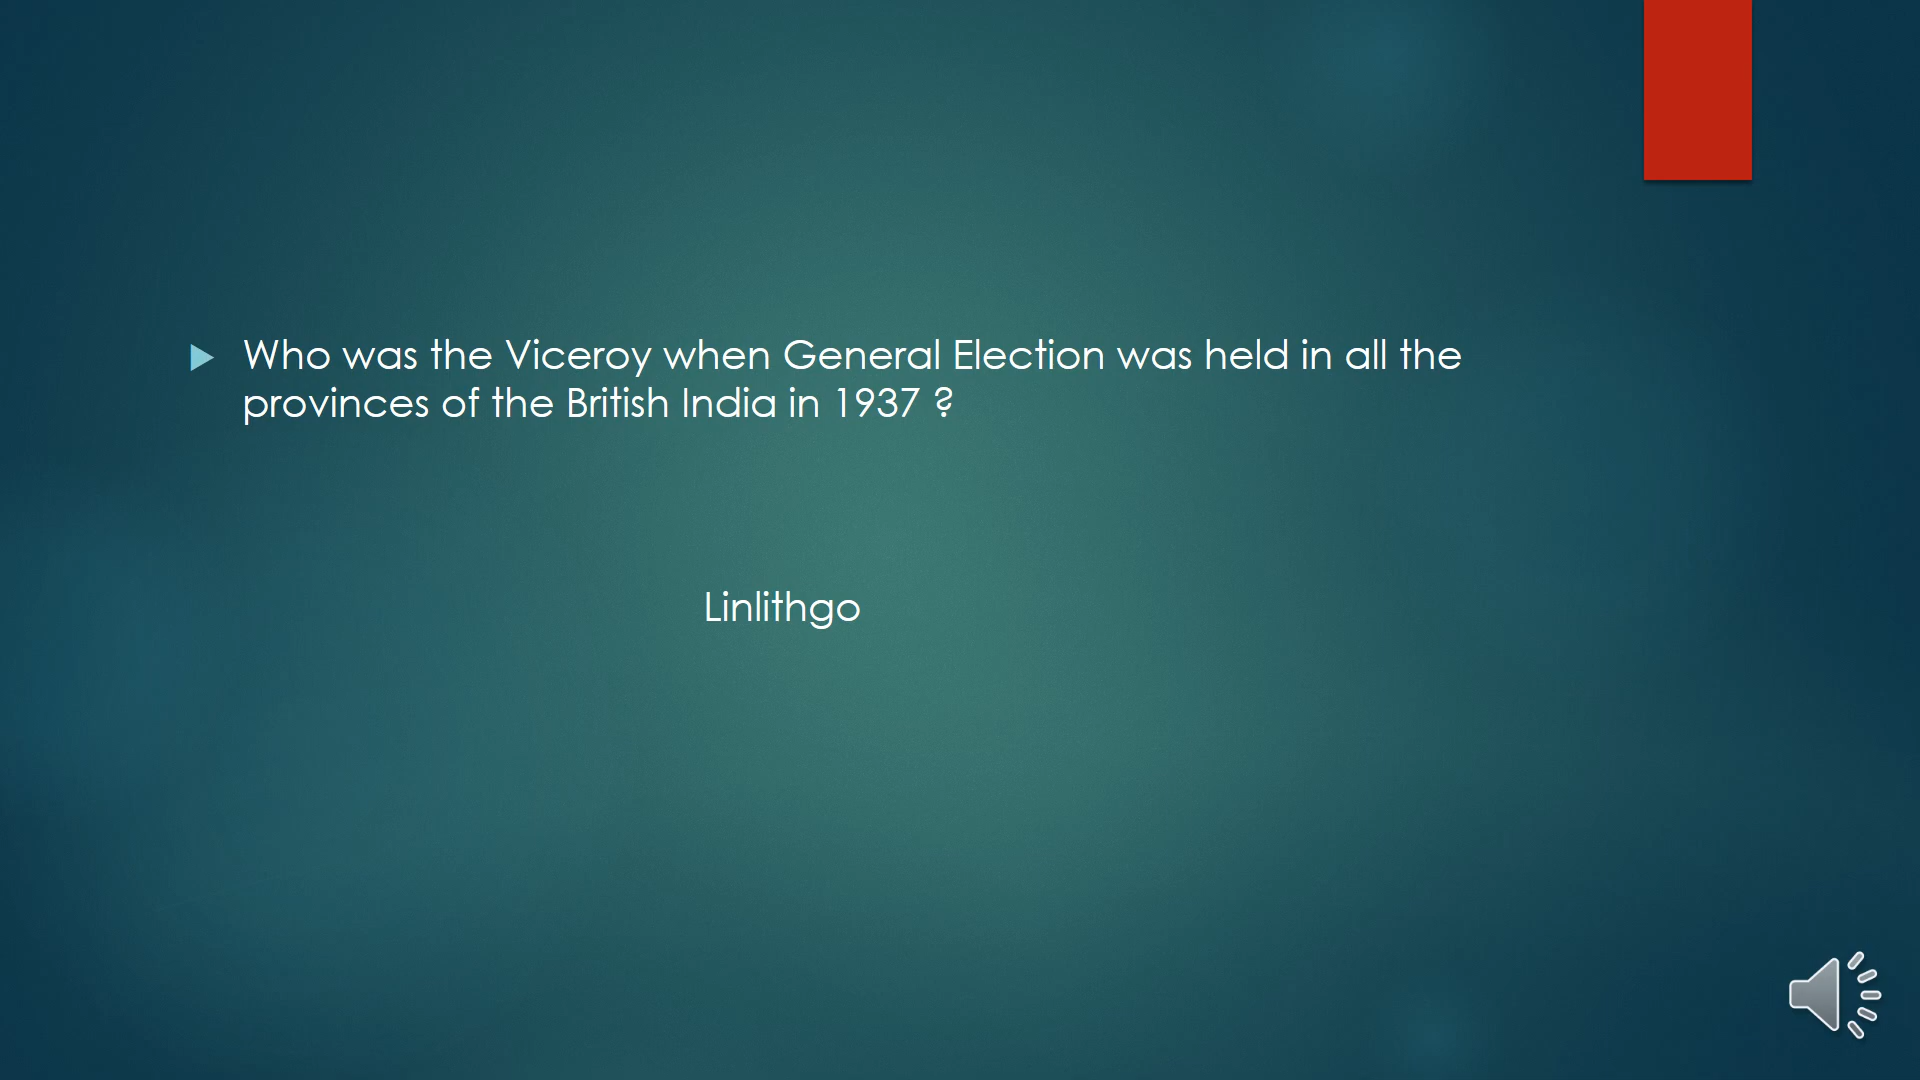 Who was the Viceroy when General Election was held in all the
provinces of the British India in 1937 ?
Linlithgo